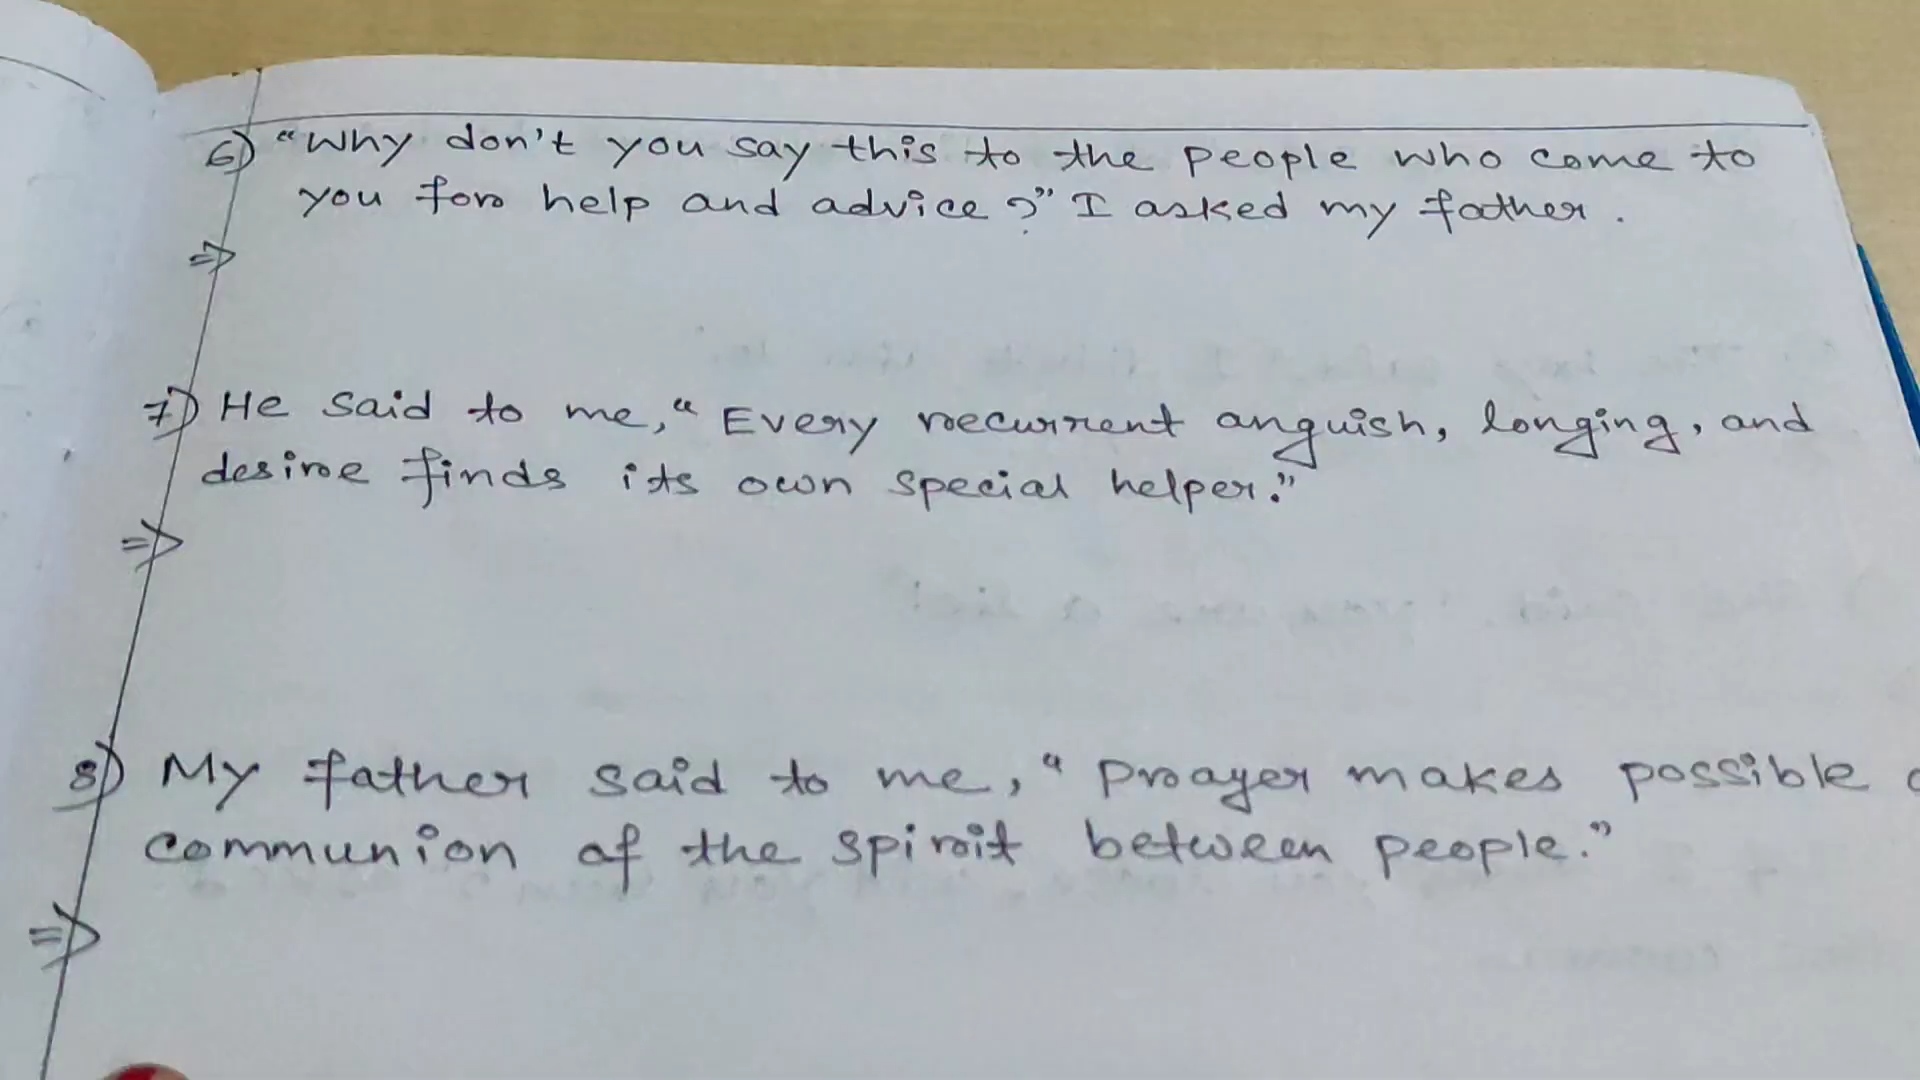 6) "Why don't you say this to the people who come to
you for help and advice?" I asked my father.
⇒
7) He said to me, "Every recurrent anguish, longing, and
desire finds its own special helper."
⇒
8) My father said to me, "Prayer makes possible
communion of the spirit between people."
⇒